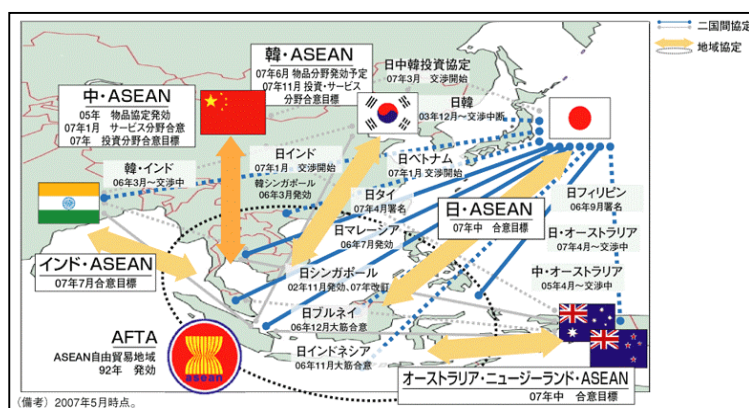 二国間協定
地域協定
韓・ASEAN
07年6月 物品分野発効予定
07年11月 投資・サービス
分野合意目標
日中韓投資協定
07年3月 交渉開始
日韓
03年12月〜交渉中断
中・ASEAN
05年 物品協定発効
07年1月 サービス分野合意
07年 投資分野合意目標
韓・インド
06年3月〜交渉中
日インド
07年1月 交渉開始
韓シンガポール
06年3月発効
日ベトナム
07年1月 交渉開始
日タイ
07年4月署名
日フィリピン
06年9月署名
日マレーシア
06年7月発効
日・ASEAN
07年中 合意目標
日・オーストラリア
07年4月〜交渉中
インド・ASEAN
07年7月合意目標
日シンガポール
02年11月発効、07年改訂
中・オーストラリア
05年4月〜交渉中
日ブルネイ
06年12月大筋合意
AFTA
ASEAN自由貿易地域
92年 発効
asean
日インドネシア
06年11月大筋合意
オーストラリア・ニュージーランド・ASEAN
07年中 合意目標
(備考) 2007年5月時点。